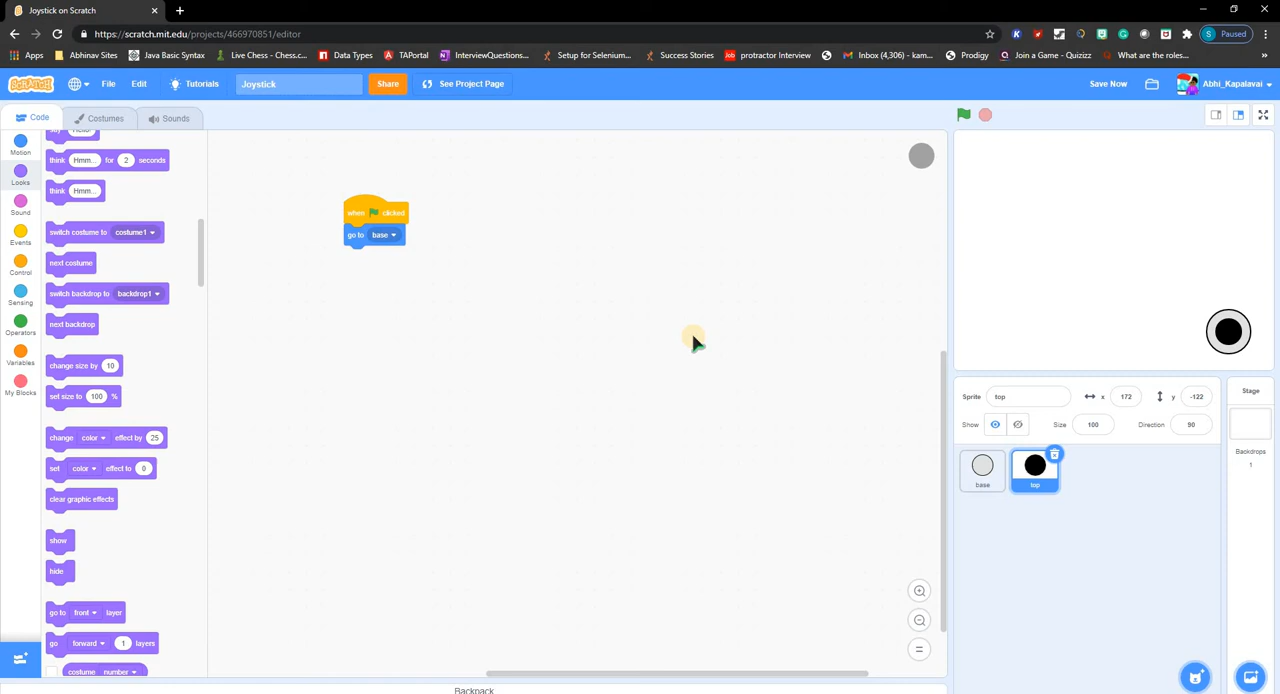 Joystick on Scratch
https://scratch.mit.edu/projects/466970851/editor
Paused
Apps Abhinav Sites Java Basic Syntax Live Chess - Chess.c... Data Types TAPortal InterviewQuestions... Setup for Selenium... Success Stories protractor Interview Inbox (4,306) - kam... Prodigy Join a Game - Quizizz What are the roles... »
SCRATCH File Edit Tutorials Joystick Share See Project Page Save Now Abhi_Kapalavai
Code Costumes Sounds
Motion
Looks
Sound
Events
Control
Sensing
Operators
Variables
My Blocks
say Hello!
think Hmm... for 2 seconds
think Hmm...
switch costume to costume1
next costume
switch backdrop to backdrop1
next backdrop
change size by 10
set size to 100 %
change color effect by 25
set color effect to 0
clear graphic effects
show
hide
go to front layer
go forward 1 layers
costume number
when clicked
go to base
Sprite top x 172 y -122
Show Size 100 Direction 90
base top
Stage
Backdrops
1
Backpack